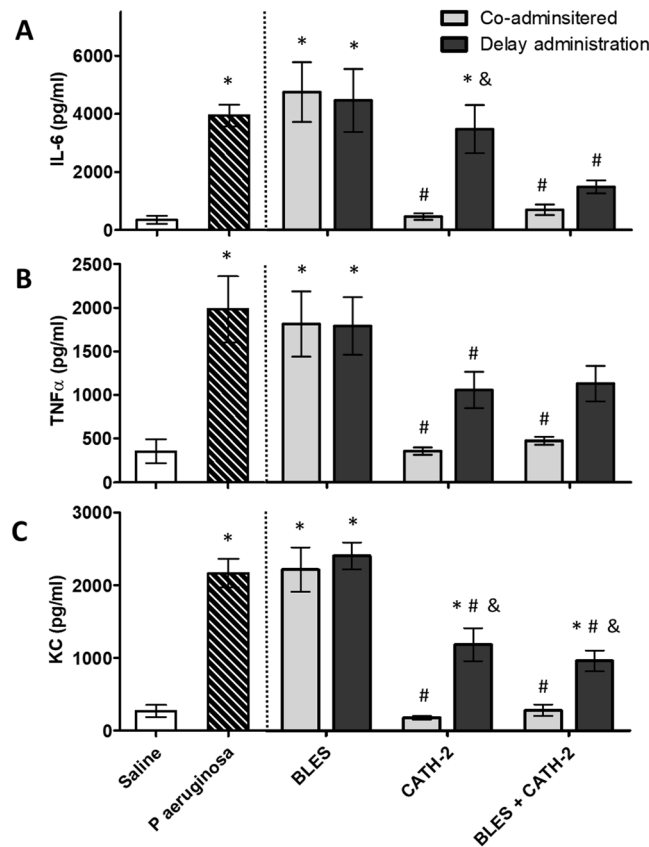 Co-adminsitered
Delay administration
A
IL-6 (pg/ml)
6000
4000
2000
0
*
*
*
#
* &
#
#
B
TNFα (pg/ml)
2500
2000
1500
1000
500
0
*
*
*
#
#
#
C
KC (pg/ml)
3000
2000
1000
0
*
*
*
#
* # &
#
* # &
Saline
P aeruginosa
BLES
CATH-2
BLES + CATH-2